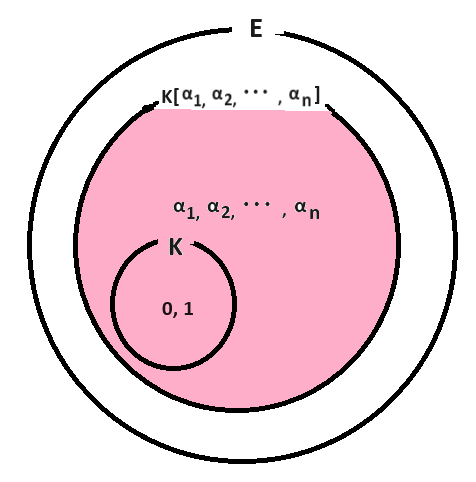 E
K[α₁, α₂, ⋯ , αₙ]
α₁, α₂, ⋯ , αₙ
K
0, 1